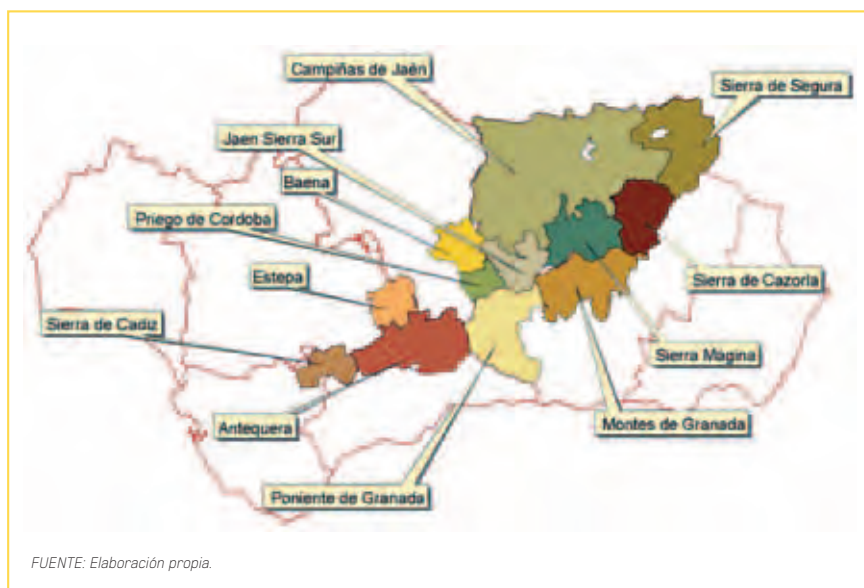 Campiñas de Jaén
Sierra de Segura
Jaen Sierra Sur
Baena
Priego de Cordoba
Estepa
Sierra de Cazorla
Sierra de Cadiz
Sierra Magina
Antequera
Montes de Granada
Poniente de Granada
FUENTE: Elaboración propia.